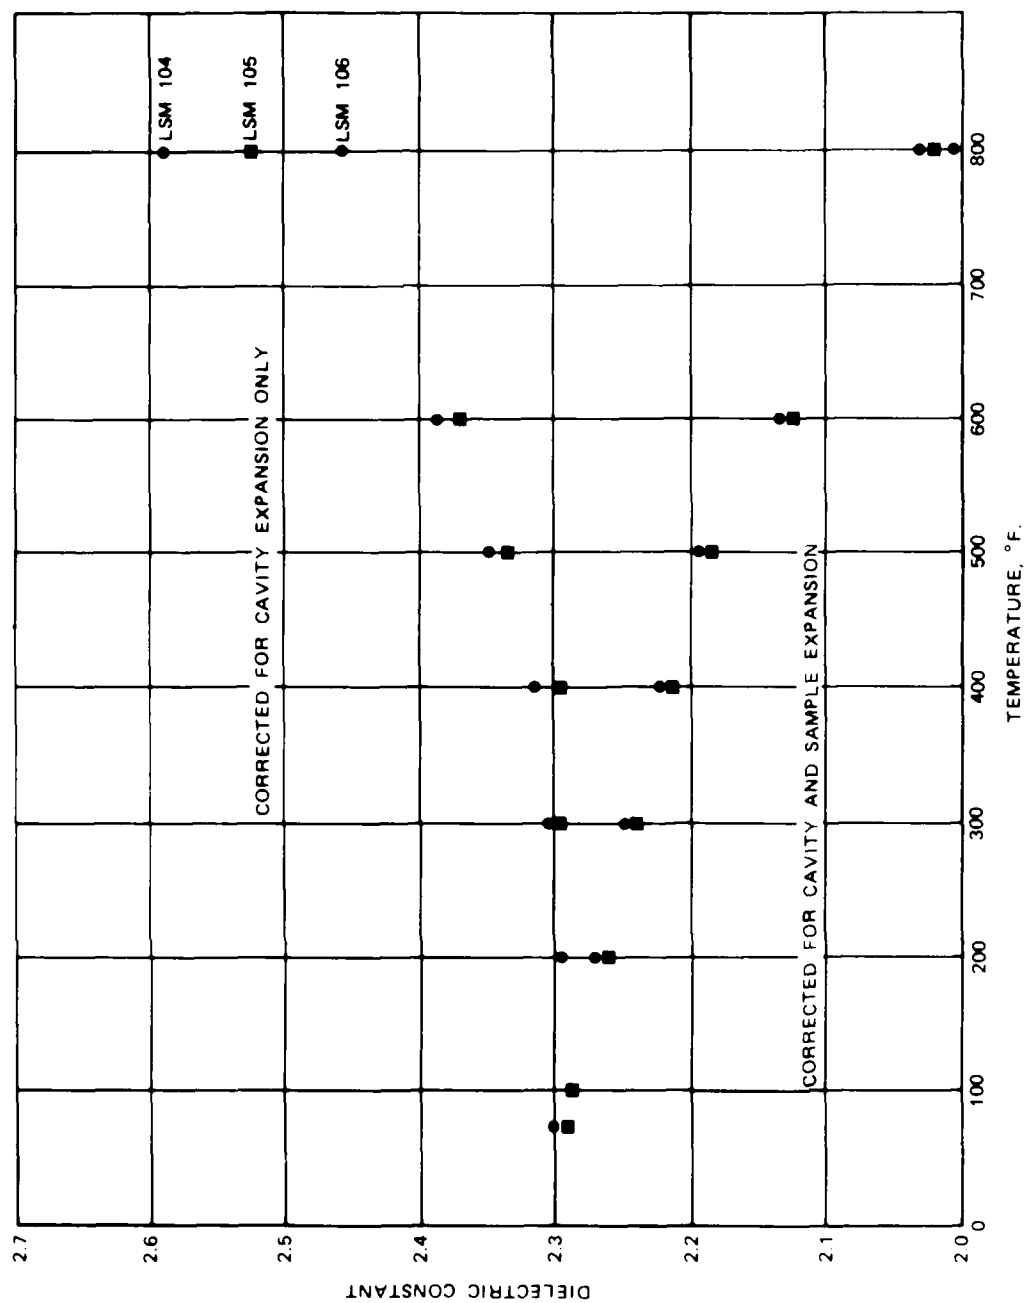 2.7
2.6
2.5
2.4
2.3
2.2
2.1
2.0
DIELECTRIC CONSTANT
LSM 104
LSM 105
LSM 106
CORRECTED FOR CAVITY EXPANSION ONLY
CORRECTED FOR CAVITY AND SAMPLE EXPANSION
0
100
200
300
400
500
600
700
800
TEMPERATURE, °F.